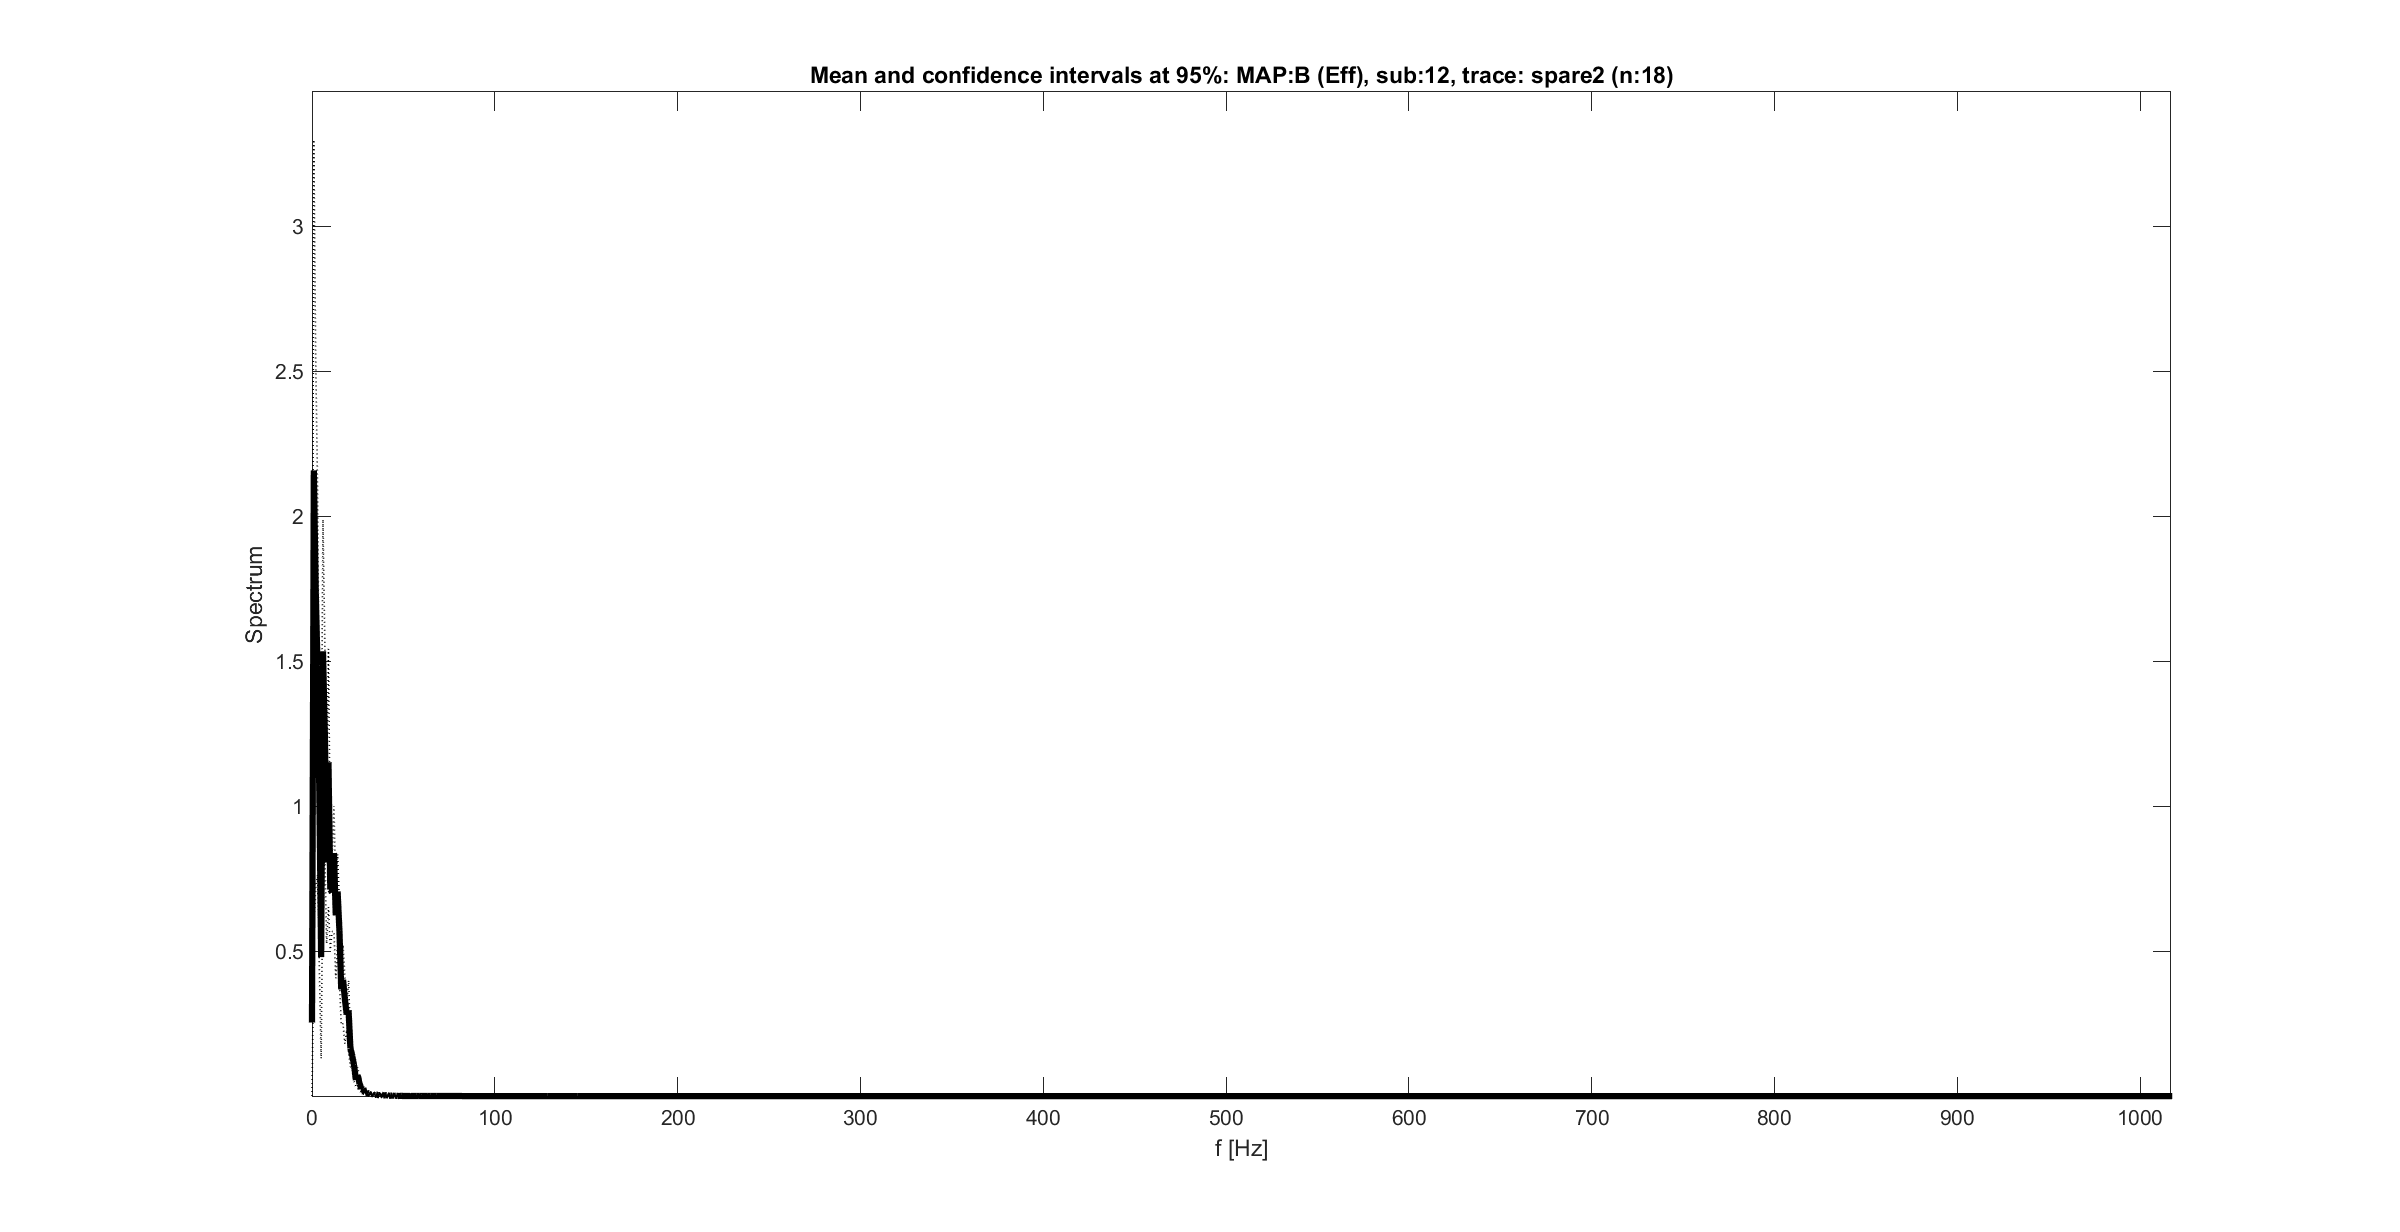 Mean and confidence intervals at 95%: MAP:B (Eff), sub:12, trace: spare2 (n:18)
3
2.5
2
1.5
1
0.5
Spectrum
0 100 200 300 400 500 600 700 800 900 1000
f [Hz]